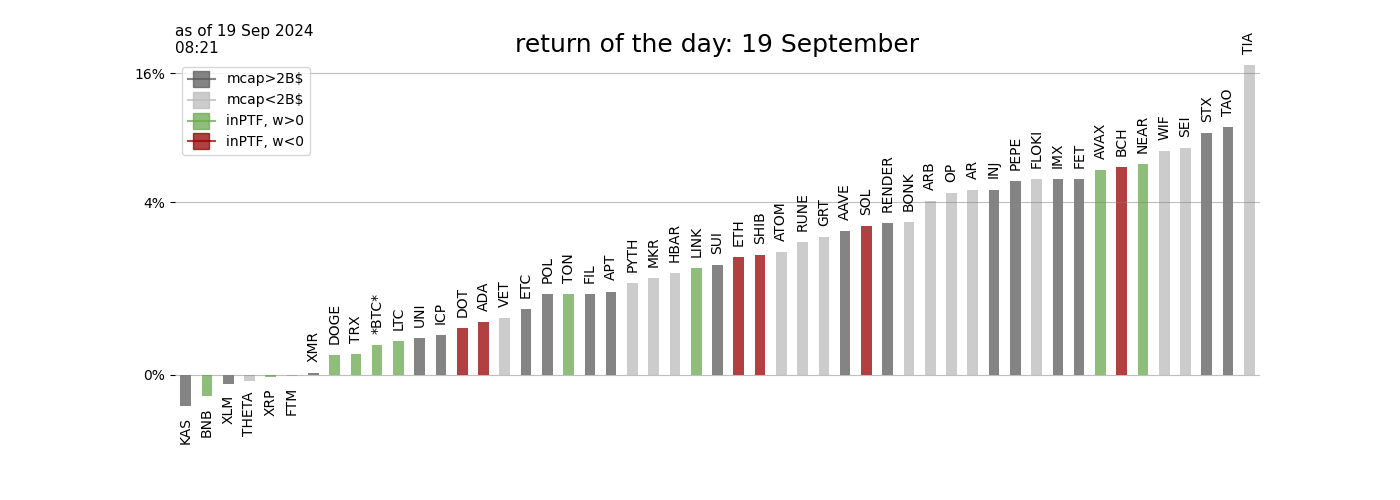 as of 19 Sep 2024
08:21
return of the day: 19 September
16%
4%
0%
mcap>2B$
mcap<2B$
inPTF, w>0
inPTF, w<0
KAS
BNB
XLM
THETA
XRP
FTM
XMR
DOGE
TRX
*BTC*
LTC
UNI
ICP
DOT
ADA
VET
ETC
POL
TON
FIL
APT
PYTH
MKR
HBAR
LINK
SUI
ETH
SHIB
ATOM
RUNE
GRT
AAVE
SOL
RENDER
BONK
ARB
OP
AR
INJ
PEPE
FLOKI
IMX
FET
AVAX
BCH
NEAR
WIF
SEI
STX
TAO
TIA